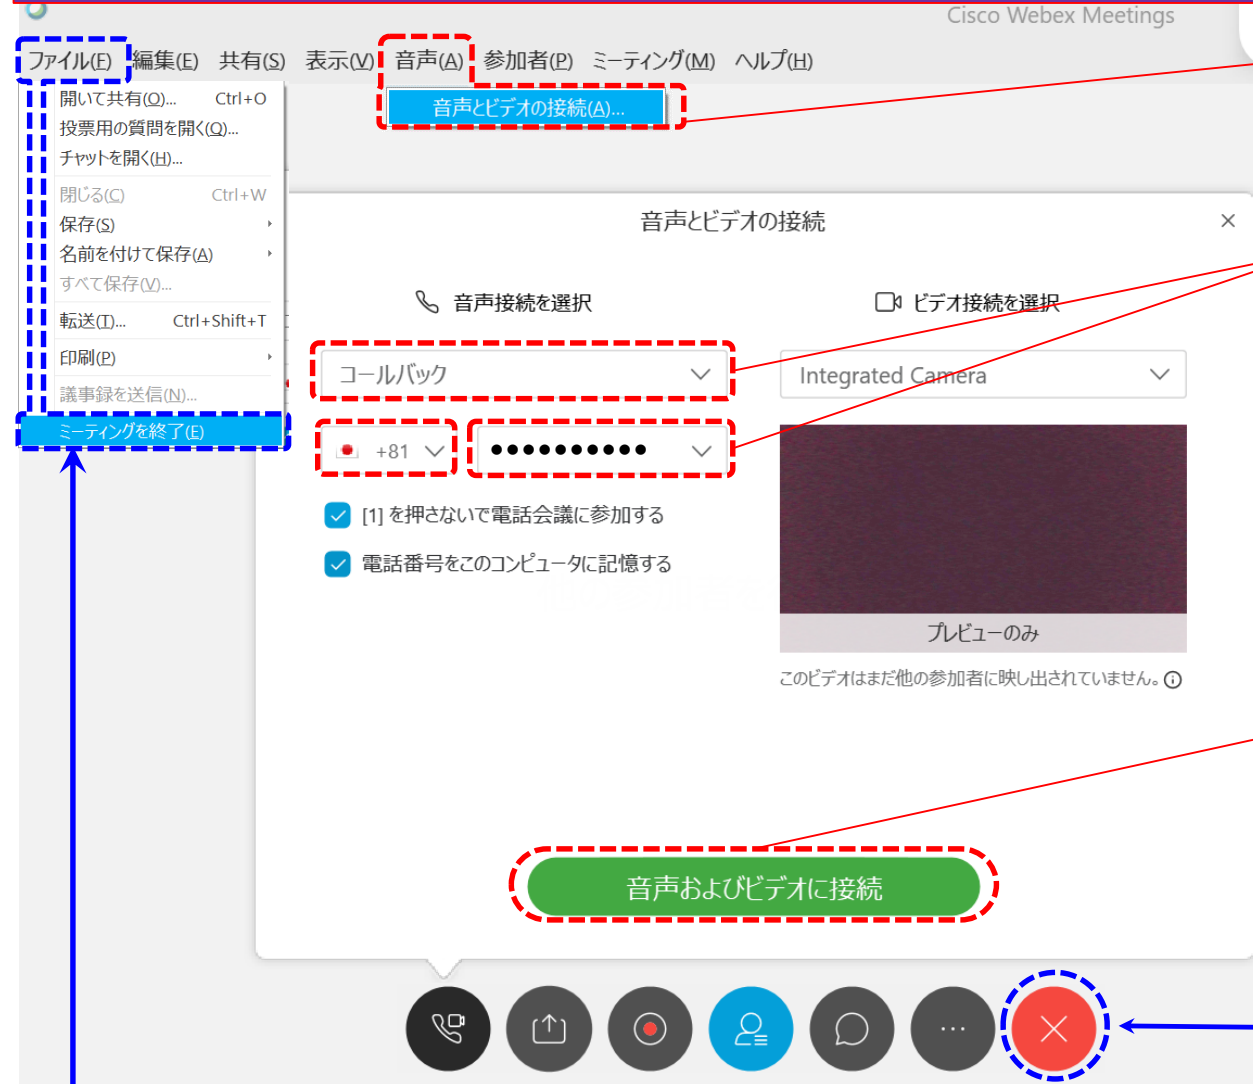 Cisco Webex Meetings
ファイル(F) 編集(E) 共有(S) 表示(V) 音声(A) 参加者(P) ミーティング(M) ヘルプ(H)
開いて共有(O)... Ctrl+O
投票用の質問を開く(Q)...
チャットを開く(H)...
閉じる(C) Ctrl+W
保存(S)
名前を付けて保存(A)
すべて保存(V)...
転送(T)... Ctrl+Shift+T
印刷(P)
議事録を送信(N)...
ミーティングを終了(E)
音声とビデオの接続(A)...
音声とビデオの接続
音声接続を選択
コールバック
+81 ●●●●●●●●●●
[1] を押さないで電話会議に参加する
電話番号をこのコンピュータに記憶する
ビデオ接続を選択
Integrated Camera
プレビューのみ
このビデオはまだ他の参加者に映し出されていません。
音声およびビデオに接続